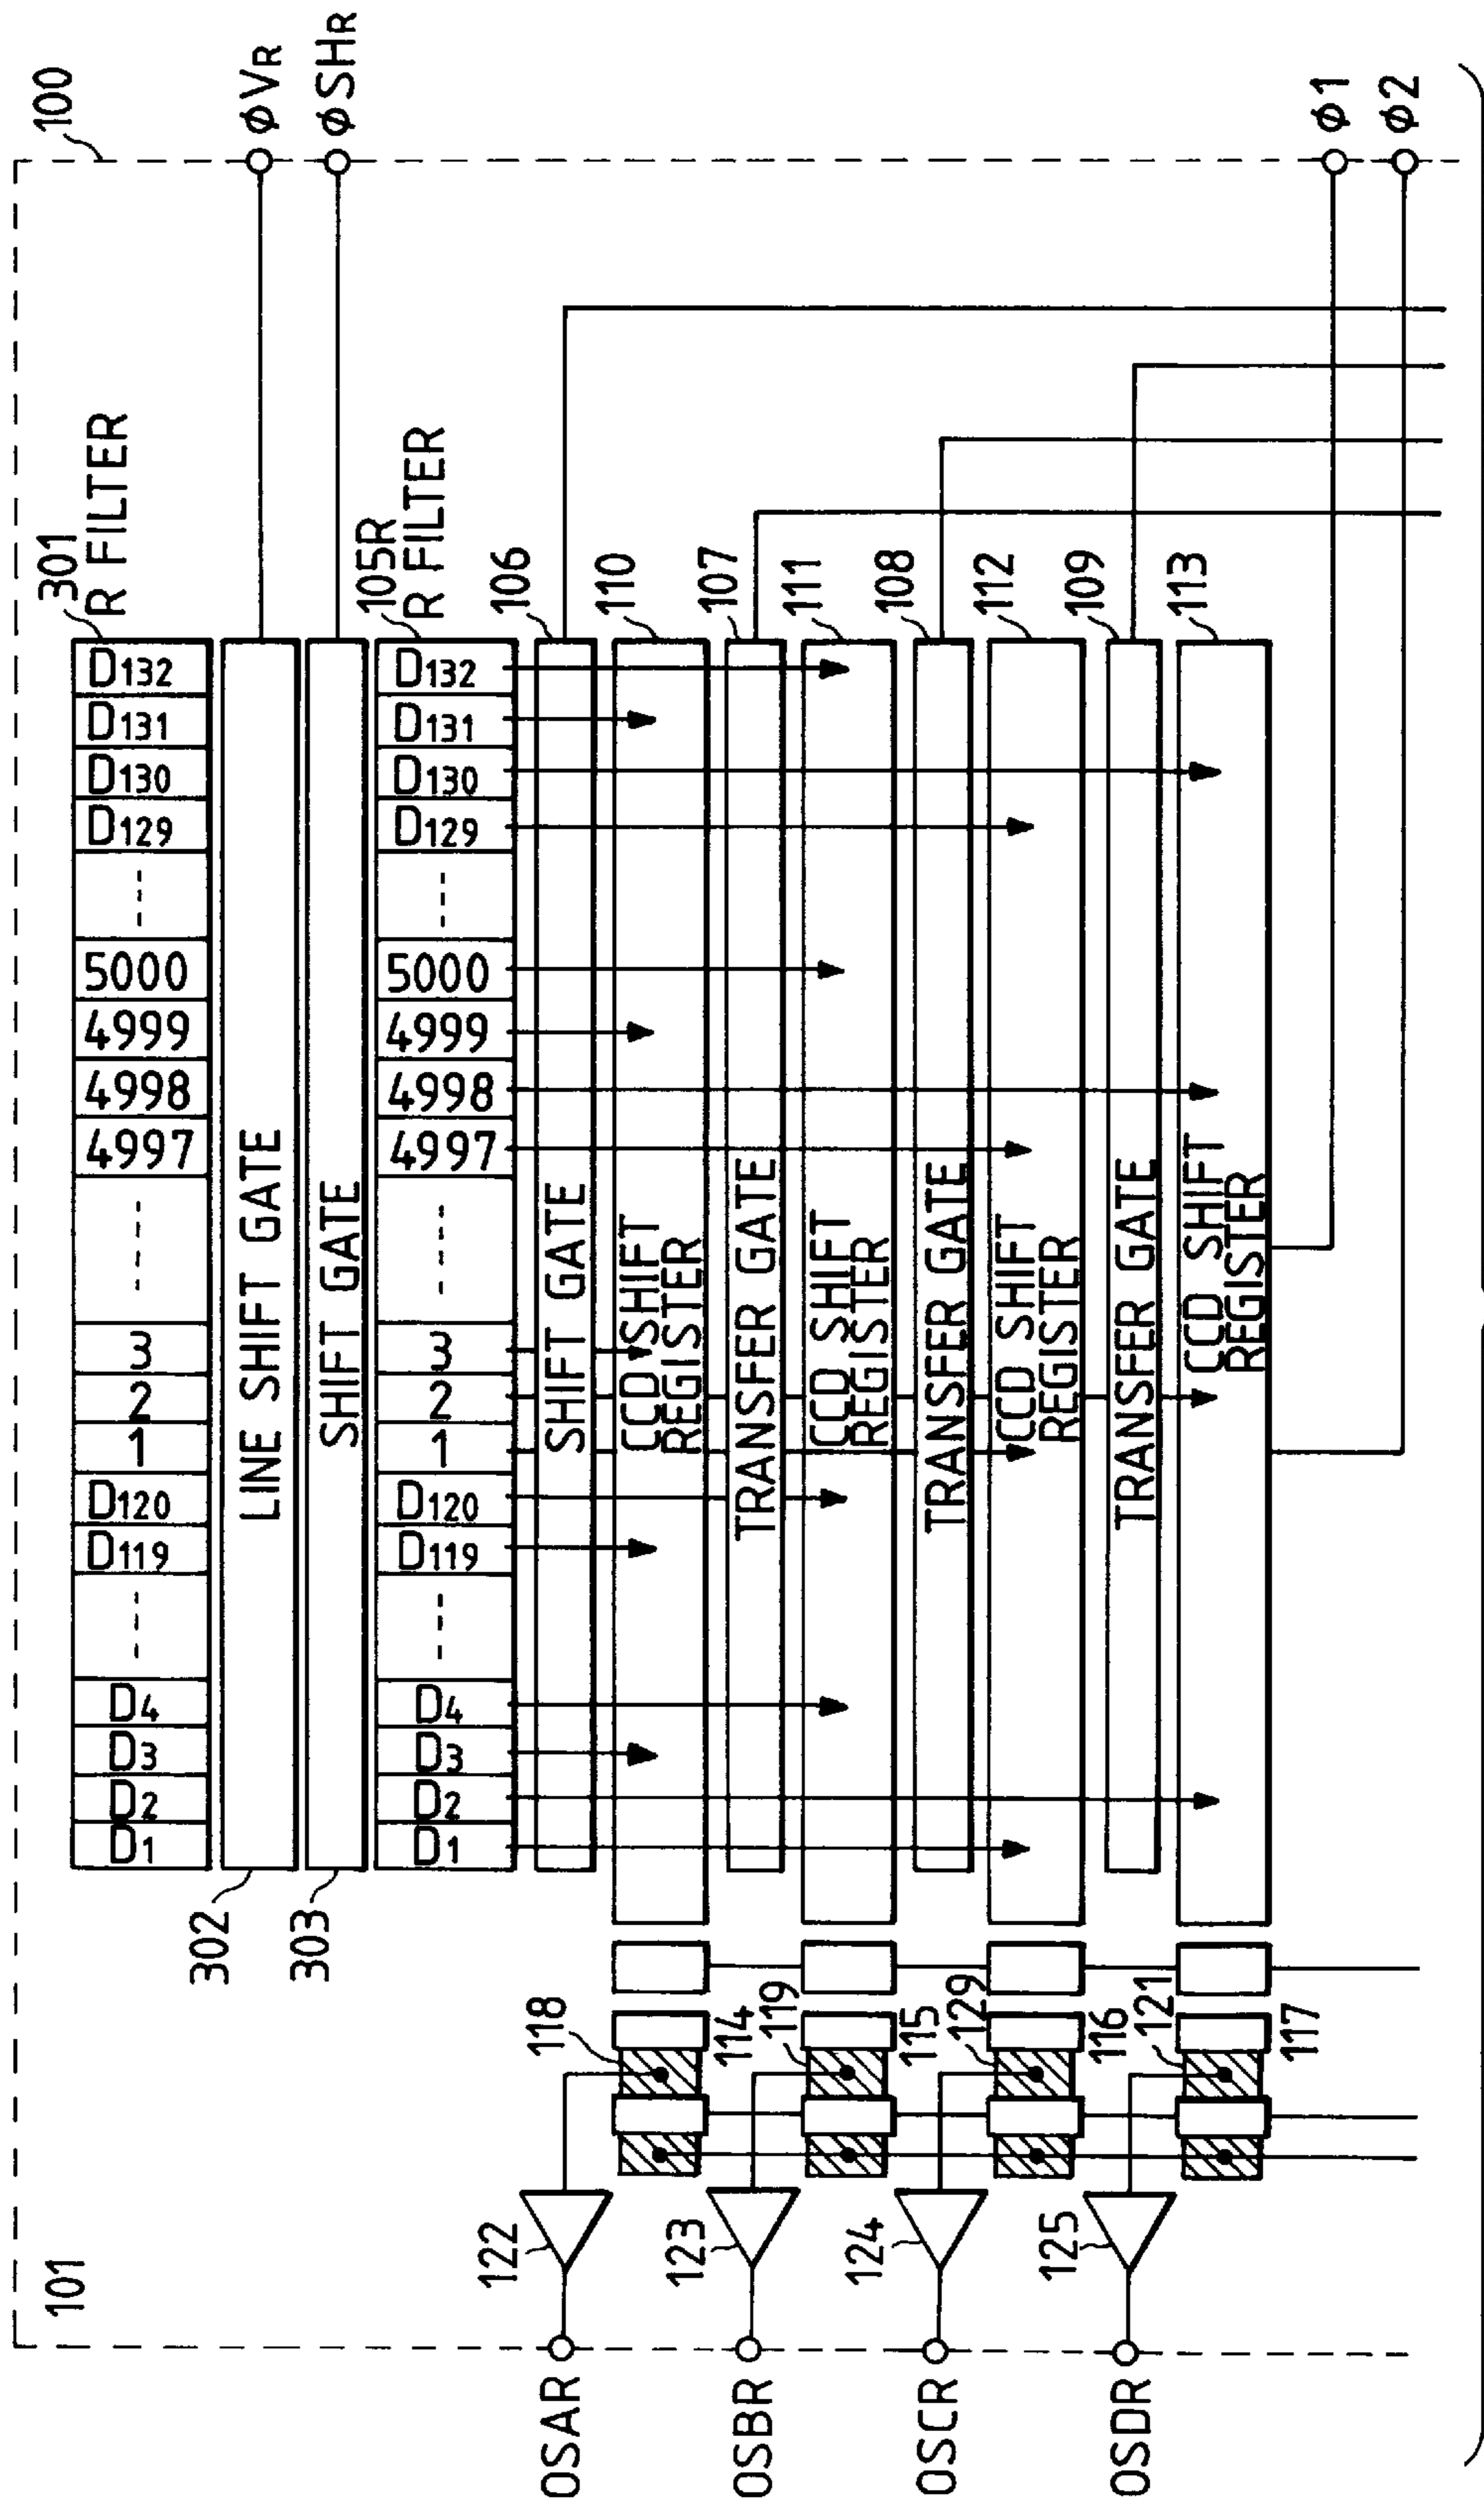 101
100
301
R FILTER
D1 D2 D3 D4 ---- D119 D120 1 2 3 ---- 4997 4998 4999 5000 ---- D129 D130 D131 D132
302
LINE SHIFT GATE
φVR
303
SHIFT GATE
φSHR
105R
R FILTER
D1 D2 D3 D4 ---- D119 D120 1 2 3 ---- 4997 4998 4999 5000 ---- D129 D130 D131 D132
SHIFT GATE
106
OSAR
122
118
114
CCD SHIFT
REGISTER
110
TRANSFER GATE
107
OSBR
123
119
115
CCD SHIFT
REGISTER
111
TRANSFER GATE
108
OSCR
124
129
116
CCD SHIFT
REGISTER
112
TRANSFER GATE
109
OSDR
125
121
117
CCD SHIFT
REGISTER
113
φ1
φ2